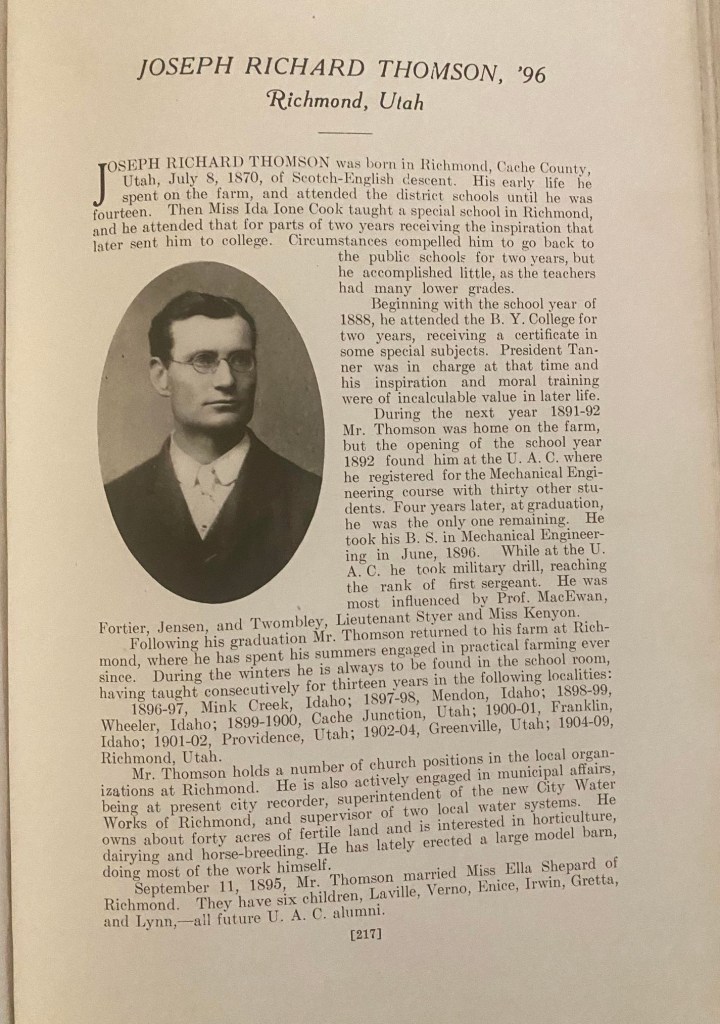 JOSEPH RICHARD THOMSON, '96
Richmond, Utah
JOSEPH RICHARD THOMSON was born in Richmond, Cache County,
Utah, July 8, 1870, of Scotch-English descent. His early life he
spent on the farm, and attended the district schools until he was
fourteen. Then Miss Ida Ione Cook taught a special school in Richmond,
and he attended that for parts of two years receiving the inspiration that
later sent him to college. Circumstances compelled him to go back to
the public schools for two years, but
he accomplished little, as the teachers
had many lower grades.
Beginning with the school year of
1888, he attended the B. Y. College for
two years, receiving a certificate in
some special subjects. President Tan-
ner was in charge at that time and
his inspiration and moral training
were of incalculable value in later life.
During the next year 1891-92
Mr. Thomson was home on the farm,
but the opening of the school year
1892 found him at the U. A. C. where
he registered for the Mechanical Engi-
neering course with thirty other stu-
dents. Four years later, at graduation,
he was the only one remaining. He
took his B. S. in Mechanical Engineer-
ing in June, 1896. While at the U.
A. C. he took military drill, reaching
the rank of first sergeant. He was
most influenced by Prof. MacEwan,
Fortier, Jensen, and Twombley, Lieutenant Styer and Miss Kenyon.
Following his graduation Mr. Thomson returned to his farm at Rich-
mond, where he has spent his summers engaged in practical farming ever
since. During the winters he is always to be found in the school room,
having taught consecutively for thirteen years in the following localities:
1896-97, Mink Creek, Idaho; 1897-98, Mendon, Idaho; 1898-99,
Wheeler, Idaho; 1899-1900, Cache Junction, Utah; 1900-01, Franklin,
Idaho; 1901-02, Providence, Utah; 1902-04, Greenville, Utah; 1904-09,
Richmond, Utah.
Mr. Thomson holds a number of church positions in the local organ-
izations at Richmond. He is also actively engaged in municipal affairs,
being at present city recorder, superintendent of the new City Water
Works of Richmond, and supervisor of two local water systems. He
owns about forty acres of fertile land and is interested in horticulture,
dairying and horse-breeding. He has lately erected a large model barn,
doing most of the work himself.
September 11, 1895, Mr. Thomson married Miss Ella Shepard of
Richmond. They have six children, Laville, Verno, Enice, Irwin, Gretta,
and Lynn,—all future U. A. C. alumni.
[217]